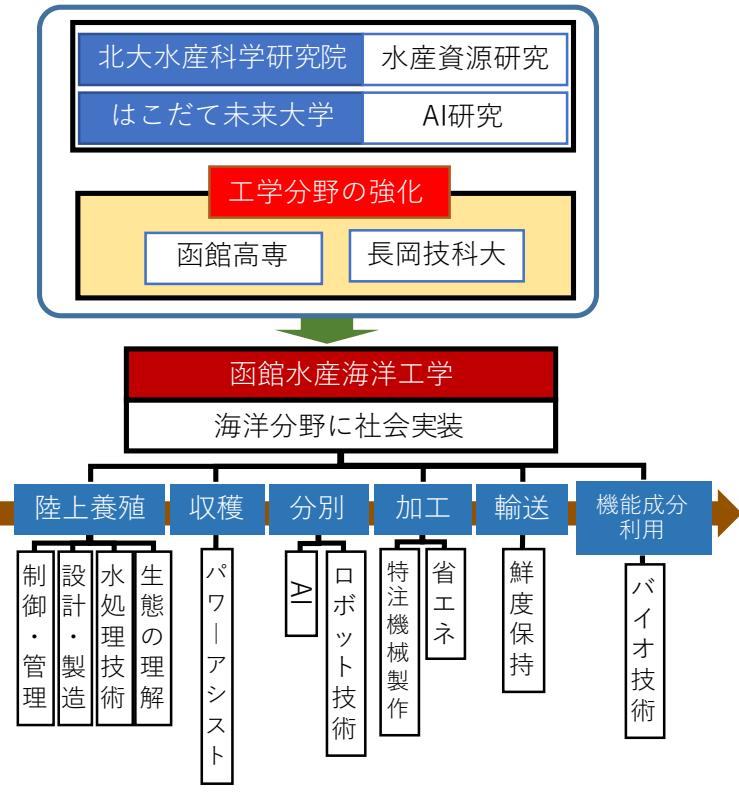 北大水産科学研究院
水産資源研究
はこだて未来大学
AI研究
工学分野の強化
函館高専
長岡技科大
函館水産海洋工学
海洋分野に社会実装
陸上養殖
収穫
分別
加工
輸送
機能成分
利用
制御・管理
設計・製造
水処理技術
生態の理解
パワーアシスト
AI
ロボット技術
特注機械製作
省エネ
鮮度保持
バイオ技術